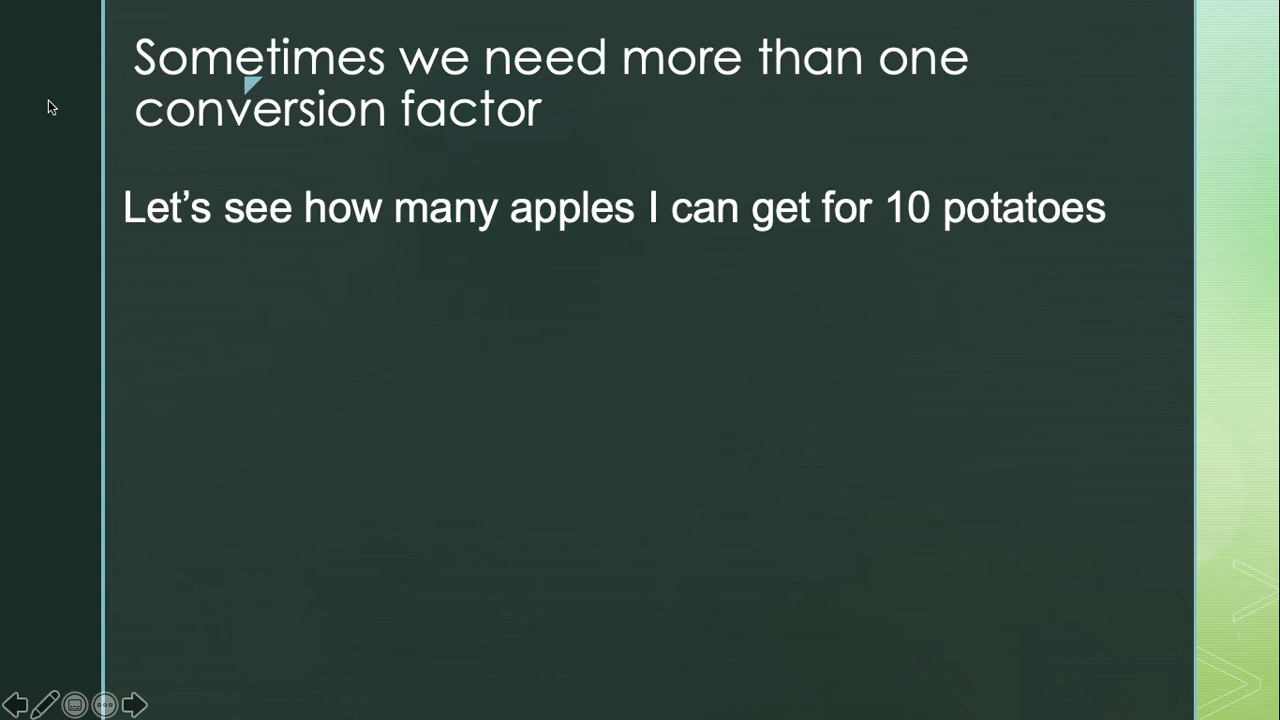 Sometimes we need more than one
conversion factor
Let’s see how many apples I can get for 10 potatoes